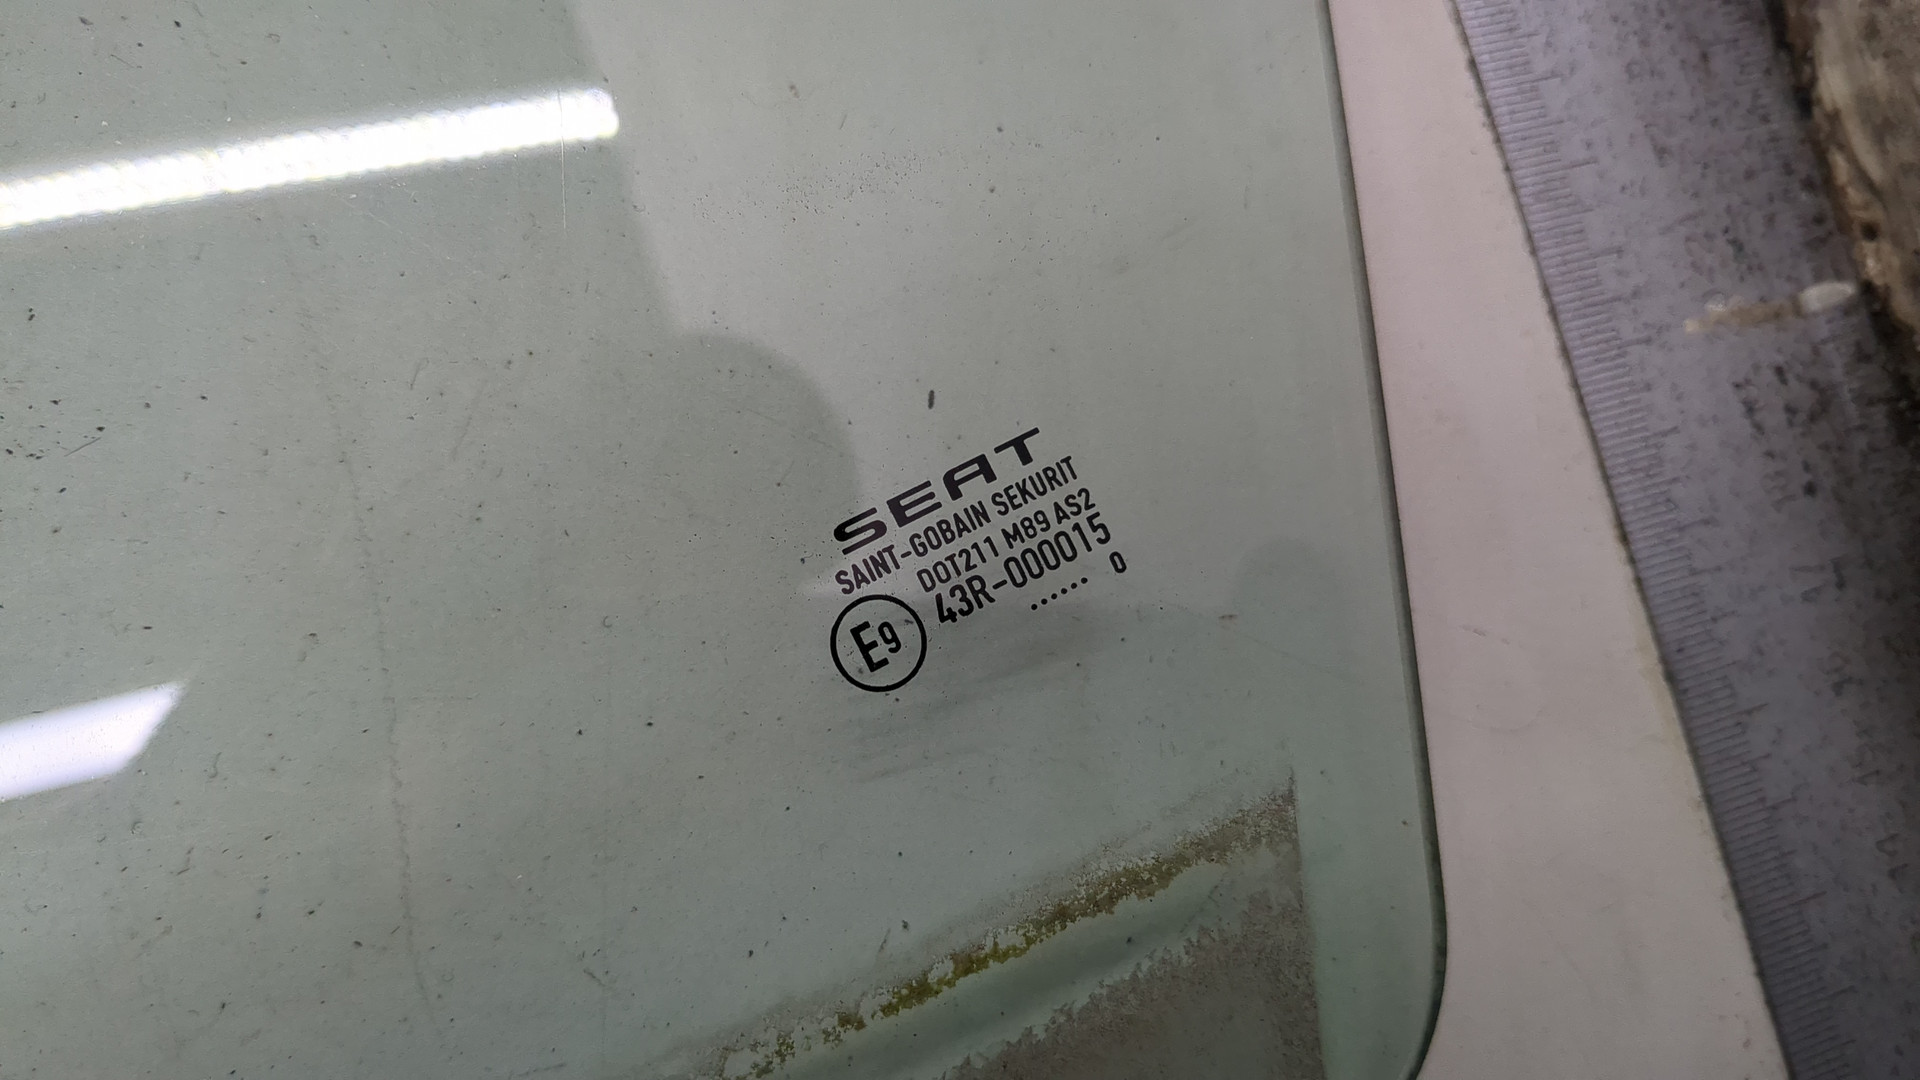 SEAT
SAINT-GOBAIN SEKURIT
DOT211 M89 AS2
E9 43R-000015
...... 0